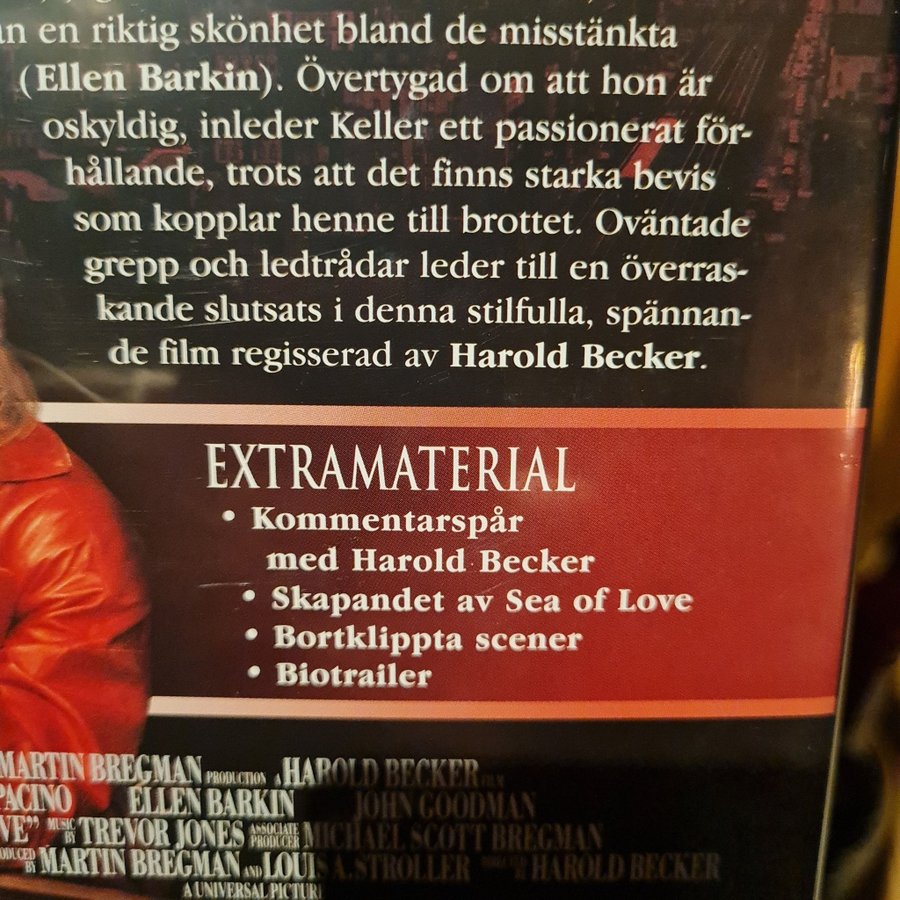 en riktig skönhet bland de misstänkta
(Ellen Barkin). Övertygad om att hon är
oskyldig, inleder Keller ett passionerat för-
hållande, trots att det finns starka bevis
som kopplar henne till brottet. Oväntade
grepp och ledtrådar leder till en överras-
kande slutsats i denna stilfulla, spännan-
de film regisserad av Harold Becker.
EXTRAMATERIAL
• Kommentarspår
med Harold Becker
• Skapandet av Sea of Love
• Bortklippta scener
• Biotrailer
MARTIN BREGMAN PRODUCTION A HAROLD BECKER FILM
PACINO ELLEN BARKIN JOHN GOODMAN
VE” MUSIC BY TREVOR JONES ASSOCIATE PRODUCER MICHAEL SCOTT BREGMAN
BY MARTIN BREGMAN AND LOUIS A. STROLLER HAROLD BECKER
A UNIVERSAL PICTUR